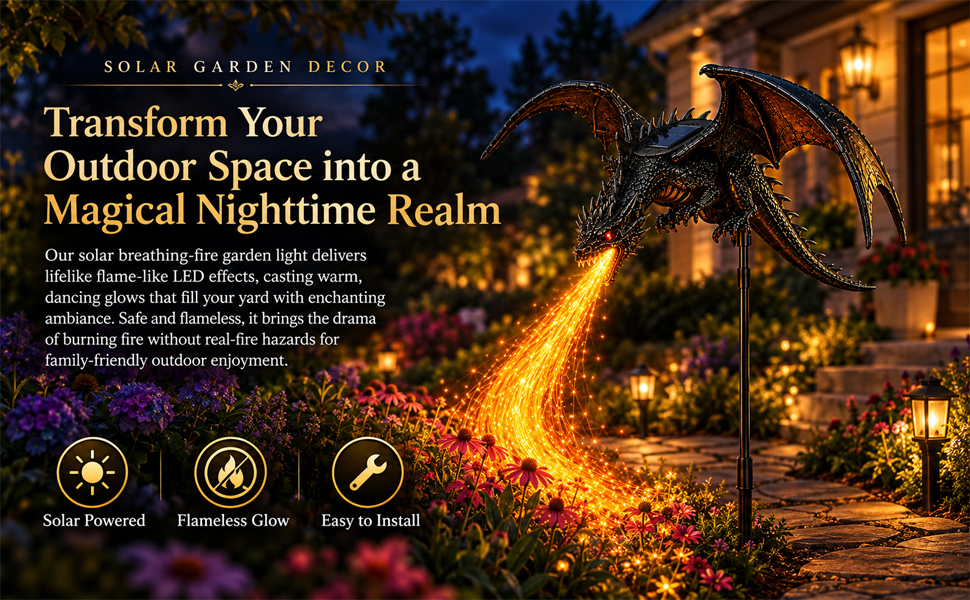 SOLAR GARDEN DECOR
Transform Your
Outdoor Space into a
Magical Nighttime Realm
Our solar breathing-fire garden light delivers
lifelike flame-like LED effects, casting warm,
dancing glows that fill your yard with enchanting
ambiance. Safe and flameless, it brings the drama
of burning fire without real-fire hazards for
family-friendly outdoor enjoyment.
Solar Powered
Flameless Glow
Easy to Install